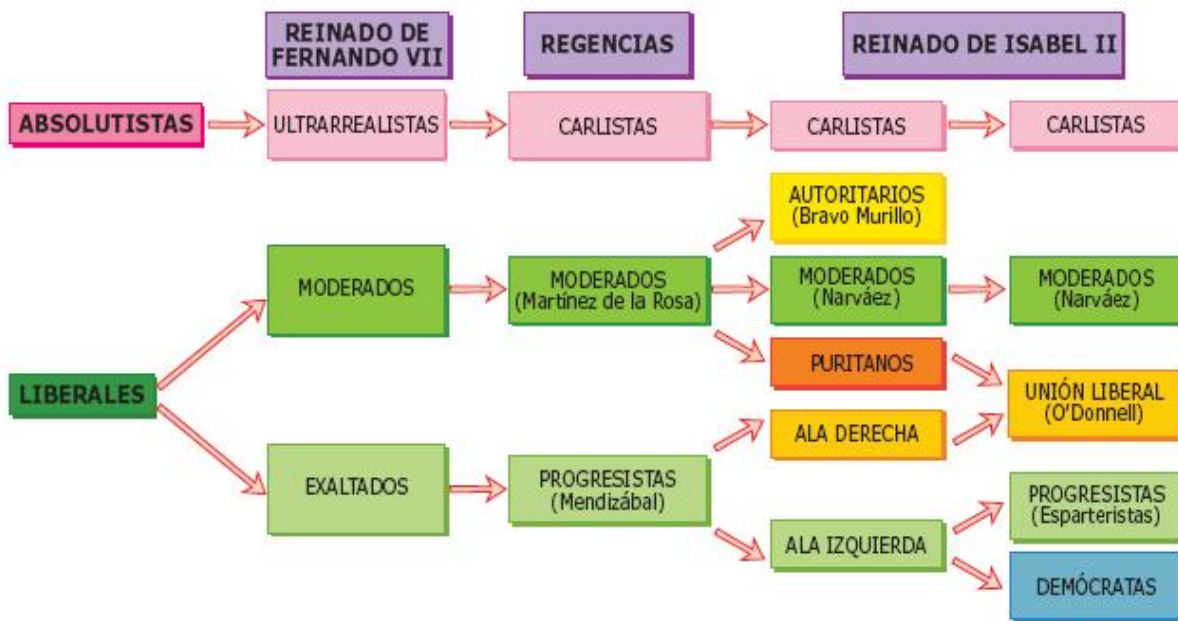 REINADO DE
FERNANDO VII
REGENCIAS
REINADO DE ISABEL II
ABSOLUTISTAS
ULTRARREALISTAS
CARLISTAS
CARLISTAS
CARLISTAS
AUTORITARIOS
(Bravo Murillo)
MODERADOS
MODERADOS
(Martínez de la Rosa)
MODERADOS
(Narváez)
MODERADOS
(Narváez)
PURITANOS
LIBERALES
UNIÓN LIBERAL
(O'Donnell)
ALA DERECHA
EXALTADOS
PROGRESISTAS
(Mendizábal)
PROGRESISTAS
(Esparteristas)
ALA IZQUIERDA
DEMÓCRATAS